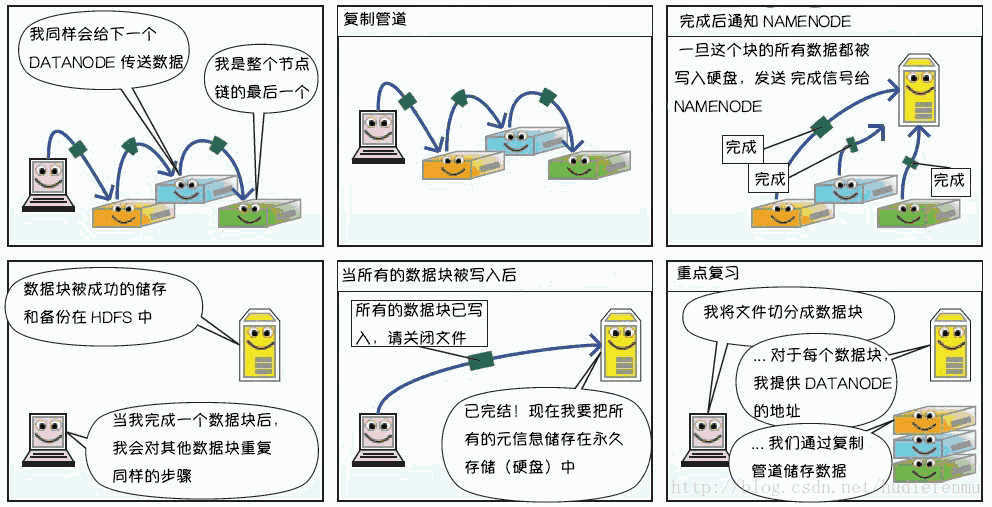 我同样会给下一个
DATANODE 传送数据
我是整个节点
链的最后一个
复制管道
完成后通知 NAMENODE
一旦这个块的所有数据都被
写入硬盘，发送 完成信号给
NAMENODE
完成
完成
完成
数据块被成功的储存
和备份在 HDFS 中
当我完成一个数据块后，
我会对其他数据块重复
同样的步骤
当所有的数据块被写入后
所有的数据块已写
入，请关闭文件
已完结！现在我要把所
有的元信息储存在永久
存储（硬盘）中
重点复习
我将文件切分成数据块
... 对于每个数据块，
我提供 DATANODE
的地址
... 我们通过复制
管道储存数据
http://blog.csdn.net/hudiefenmu